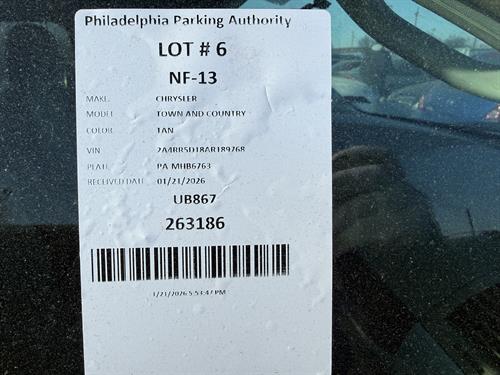 Philadelphia Parking Authority
LOT # 6
NF-13
MAKE CHRYSLER
MODEL TOWN AND COUNTRY
COLOR TAN
VIN 2A4RR5D18AR189768
PLATE PA-MHB6763
RECEIVED DATE 01/21/2026
UB867
263186
1/21/2026 5:53:47 PM